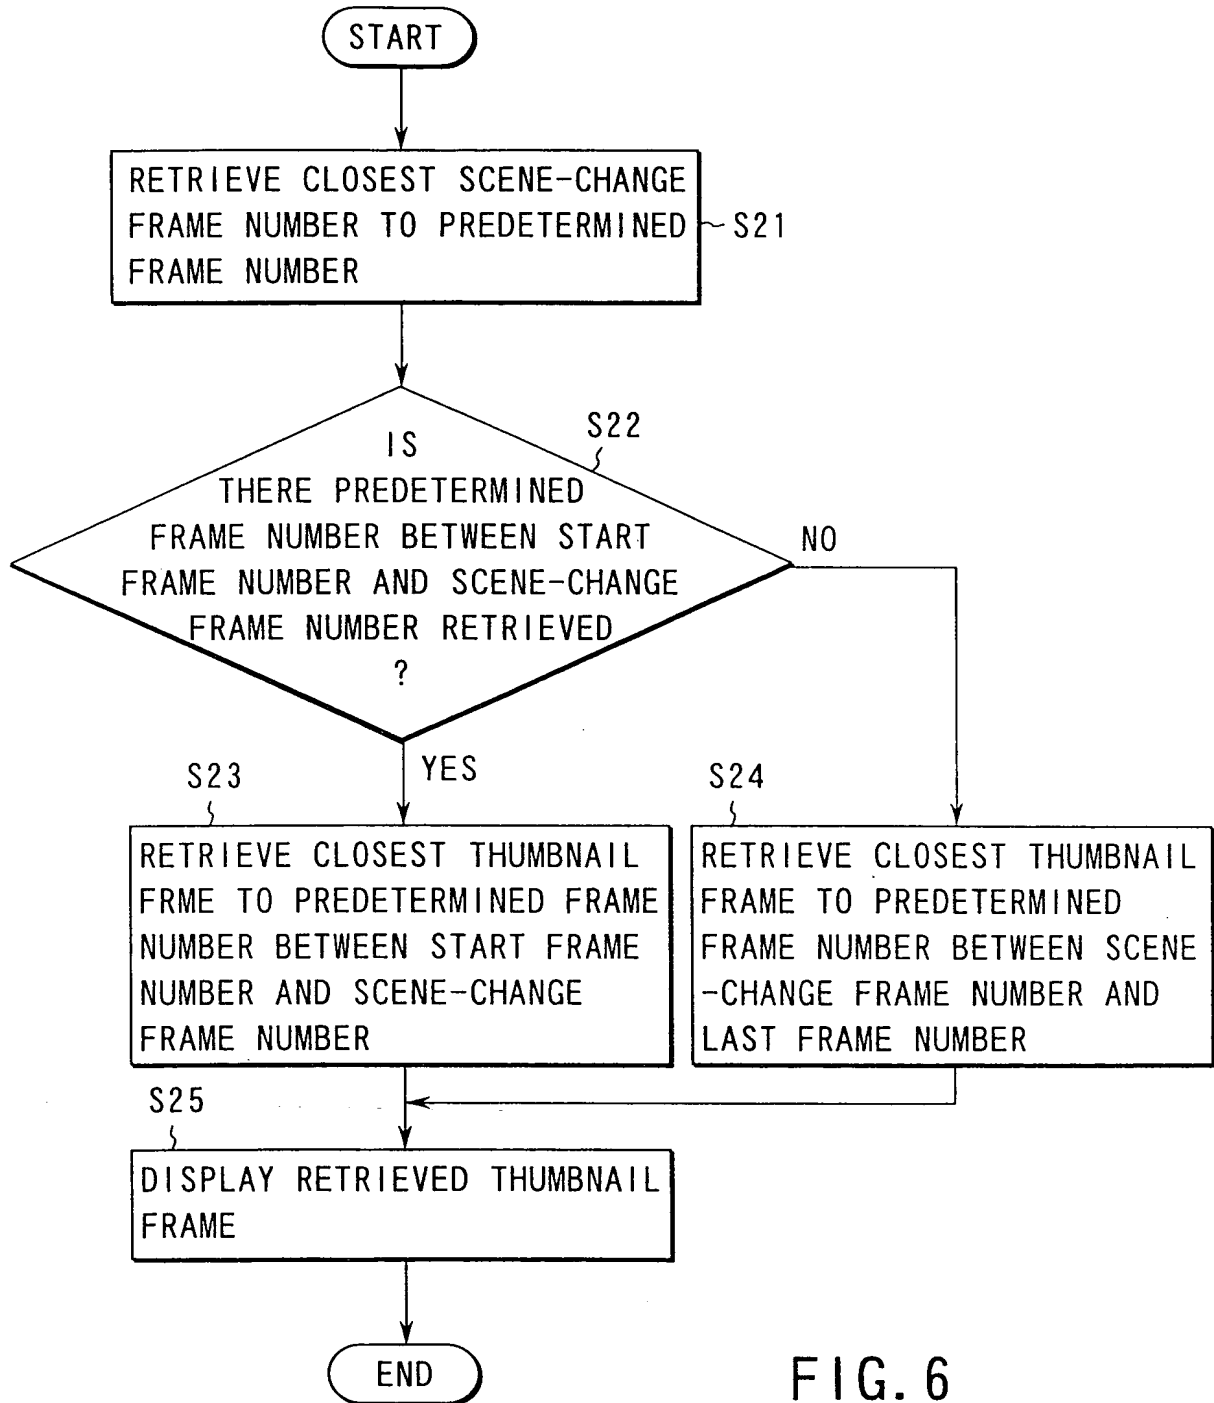 START
RETRIEVE CLOSEST SCENE-CHANGE
FRAME NUMBER TO PREDETERMINED
FRAME NUMBER
S21
S22
IS
THERE PREDETERMINED
FRAME NUMBER BETWEEN START
FRAME NUMBER AND SCENE-CHANGE
FRAME NUMBER RETRIEVED
?
NO
YES
S23
RETRIEVE CLOSEST THUMBNAIL
FRME TO PREDETERMINED FRAME
NUMBER BETWEEN START FRAME
NUMBER AND SCENE-CHANGE
FRAME NUMBER
S24
RETRIEVE CLOSEST THUMBNAIL
FRAME TO PREDETERMINED
FRAME NUMBER BETWEEN SCENE
-CHANGE FRAME NUMBER AND
LAST FRAME NUMBER
S25
DISPLAY RETRIEVED THUMBNAIL
FRAME
END
FIG. 6